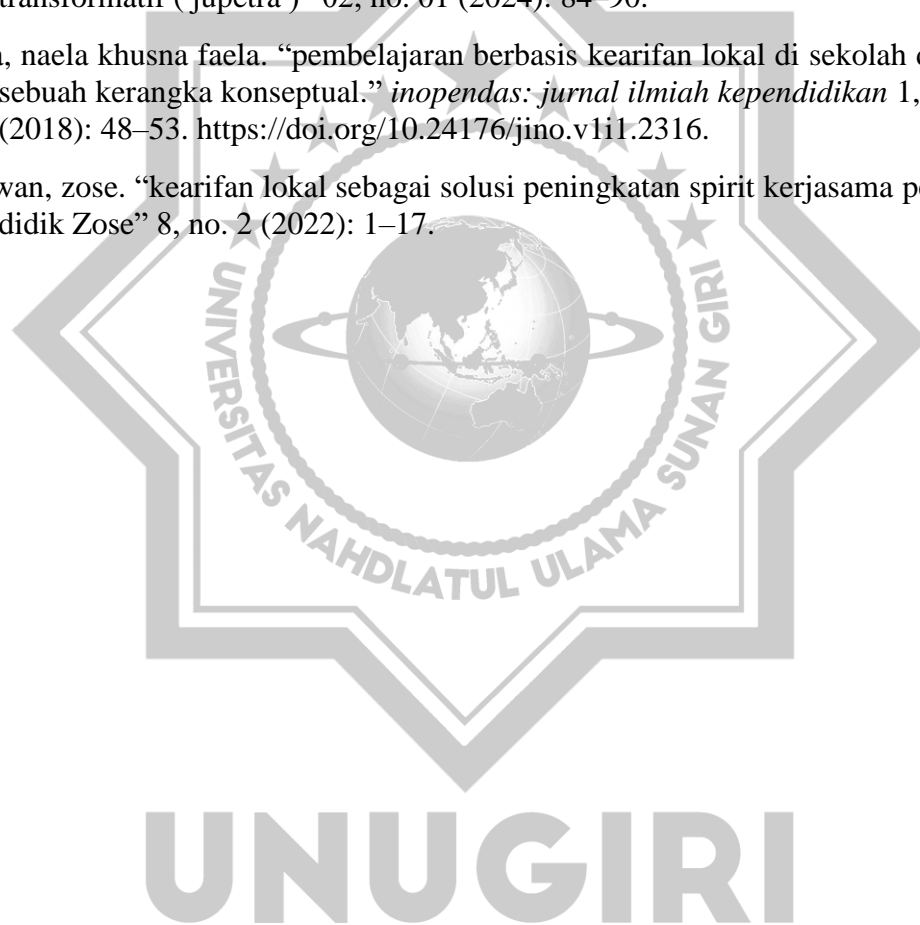 transformatif ( jupetra )” 02, no. 01 (2024): 84–90.
naela khusna faela. “pembelajaran berbasis kearifan lokal di sekolah
sebuah kerangka konseptual.” inopendas: jurnal ilmiah kependidikan 1,
(2018): 48–53. https://doi.org/10.24176/jino.v1i1.2316.
wan, zose. “kearifan lokal sebagai solusi peningkatan spirit kerjasama
didik Zose” 8, no. 2 (2022): 1–17.
UNIVERSITAS NAHDLATUL ULAMA SUNAN GIRI
UNUGIRI